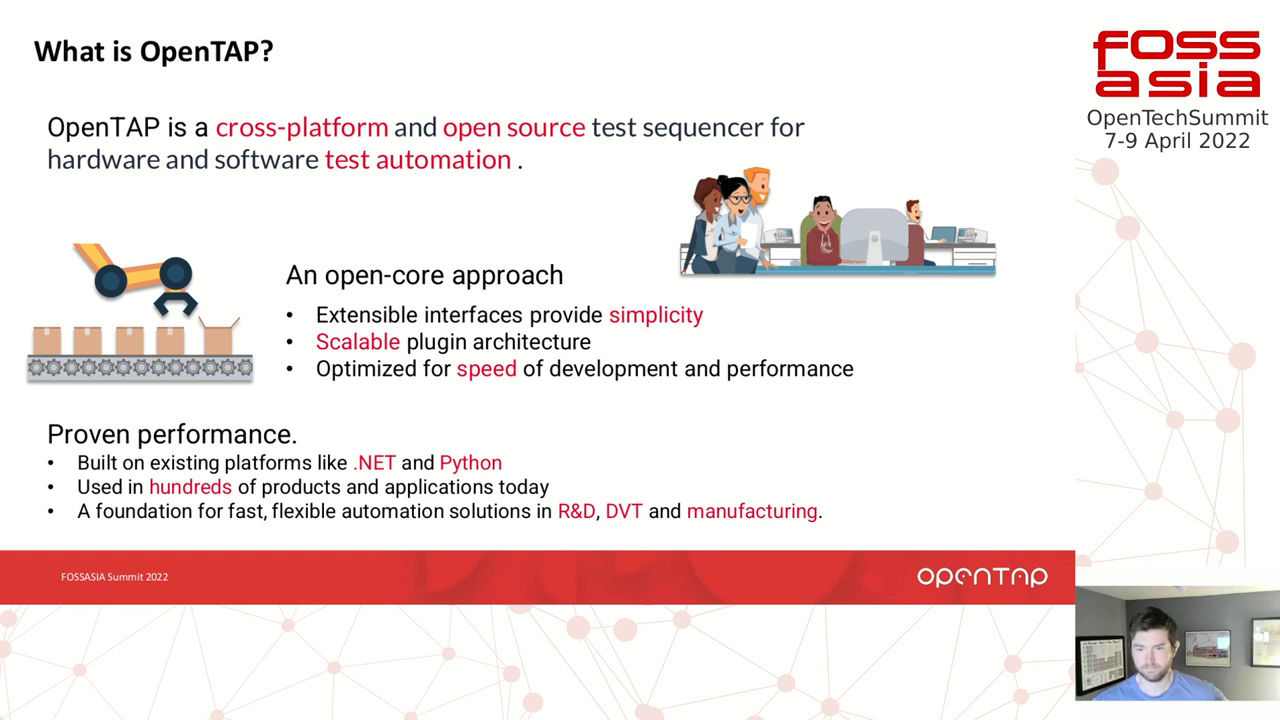 What is OpenTAP?
OpenTAP is a cross-platform and open source test sequencer for
hardware and software test automation .
An open-core approach
• Extensible interfaces provide simplicity
• Scalable plugin architecture
• Optimized for speed of development and performance
Proven performance.
• Built on existing platforms like .NET and Python
• Used in hundreds of products and applications today
• A foundation for fast, flexible automation solutions in R&D, DVT and manufacturing.
FOSSASIA Summit 2022
OPENTAP
FOSS
asia
OpenTechSummit
7-9 April 2022